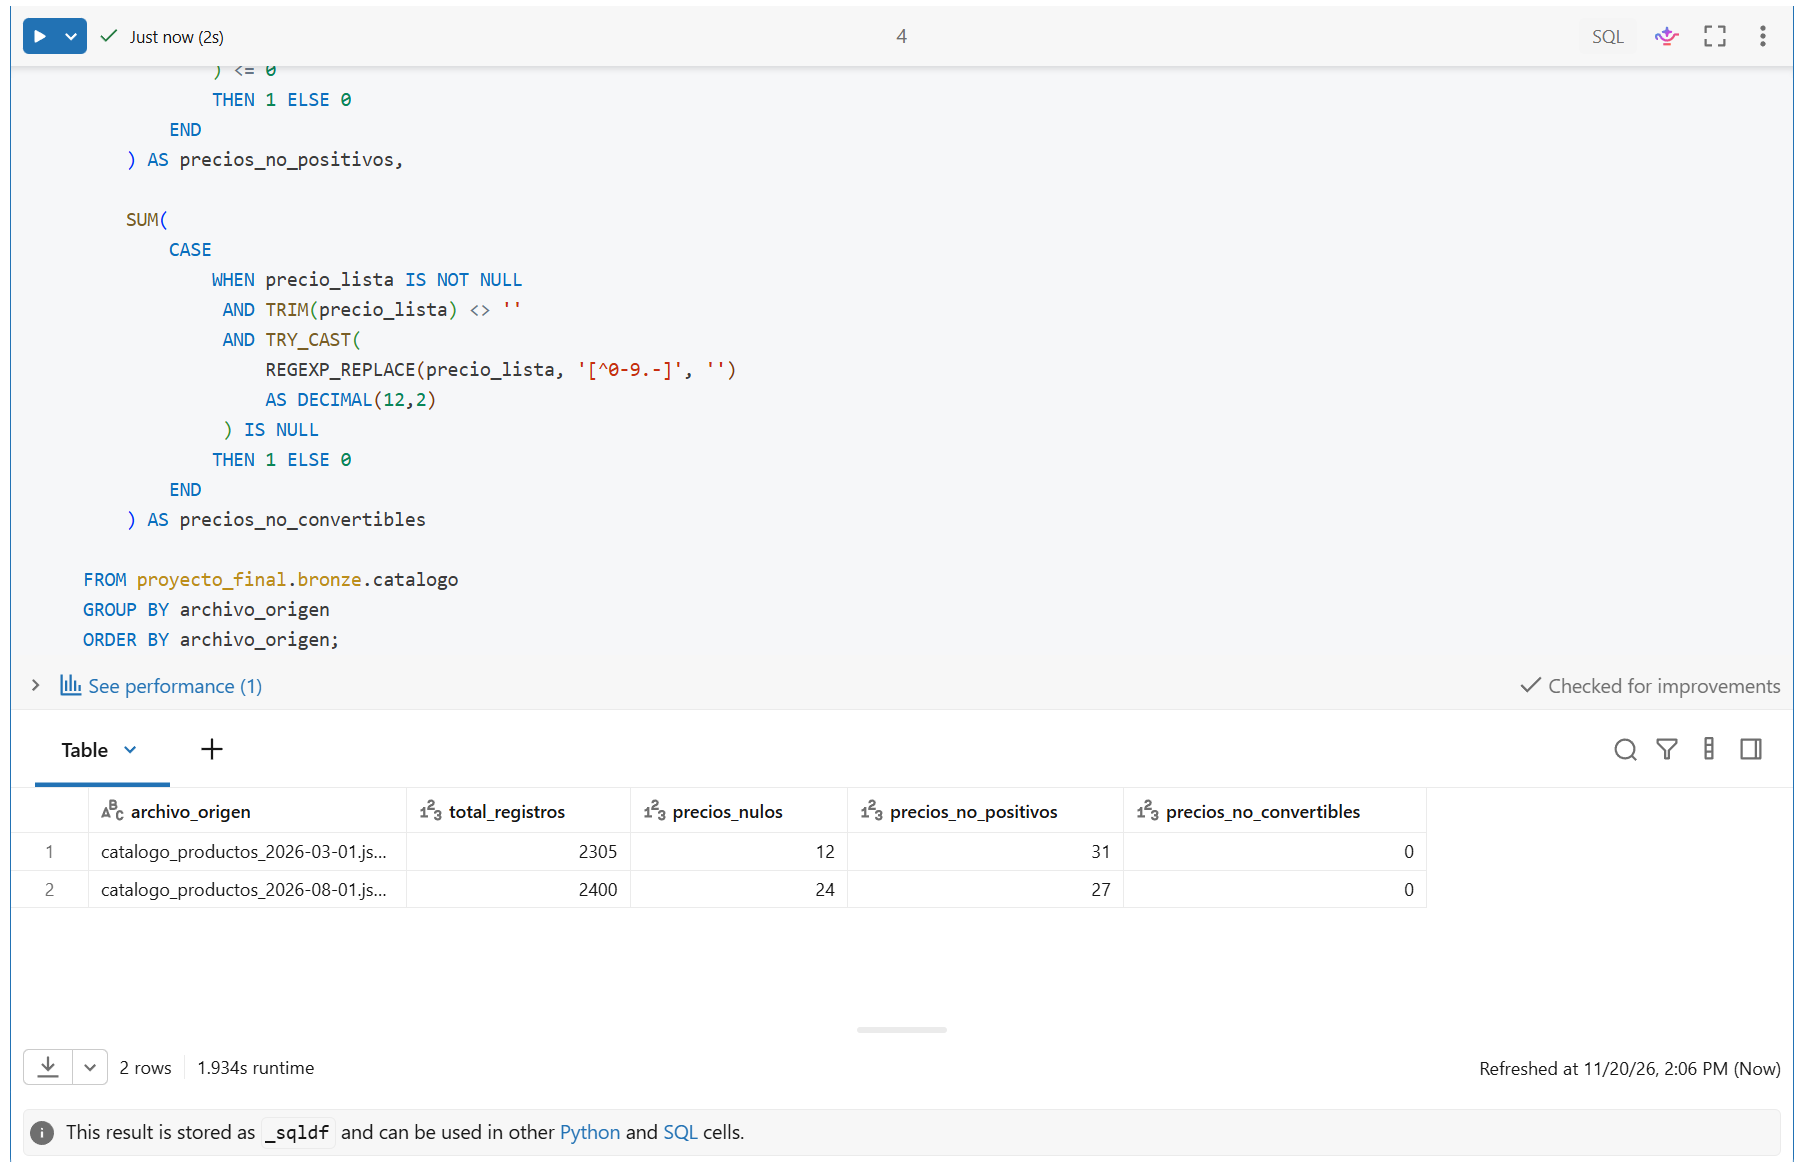 Just now (2s)
4
SQL
) <= 0
THEN 1 ELSE 0
END
) AS precios_no_positivos,
SUM(
CASE
WHEN precio_lista IS NOT NULL
AND TRIM(precio_lista) <> ''
AND TRY_CAST(
REGEXP_REPLACE(precio_lista, '[^0-9.-]', '')
AS DECIMAL(12,2)
) IS NULL
THEN 1 ELSE 0
END
) AS precios_no_convertibles
FROM proyecto_final.bronze.catalogo
GROUP BY archivo_origen
ORDER BY archivo_origen;
See performance (1)
Checked for improvements
Table
archivo_origen total_registros precios_nulos precios_no_positivos precios_no_convertibles
1 catalogo_productos_2026-03-01.js... 2305 12 31 0
2 catalogo_productos_2026-08-01.js... 2400 24 27 0
2 rows 1.934s runtime
Refreshed at 11/20/26, 2:06 PM (Now)
This result is stored as _sqldf and can be used in other Python and SQL cells.